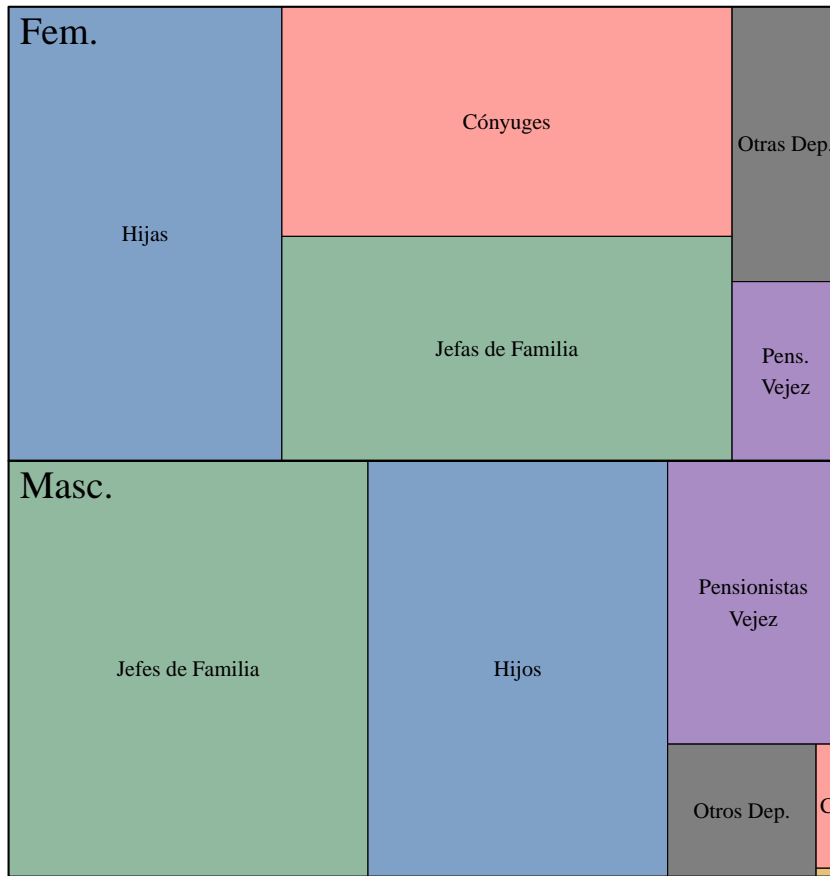 Fem.
Cónyuges
Otras Dep.
Hijas
Jefas de Familia
Pens.
Vejez
Masc.
Pensionistas
Vejez
Jefes de Familia
Hijos
Otros Dep.